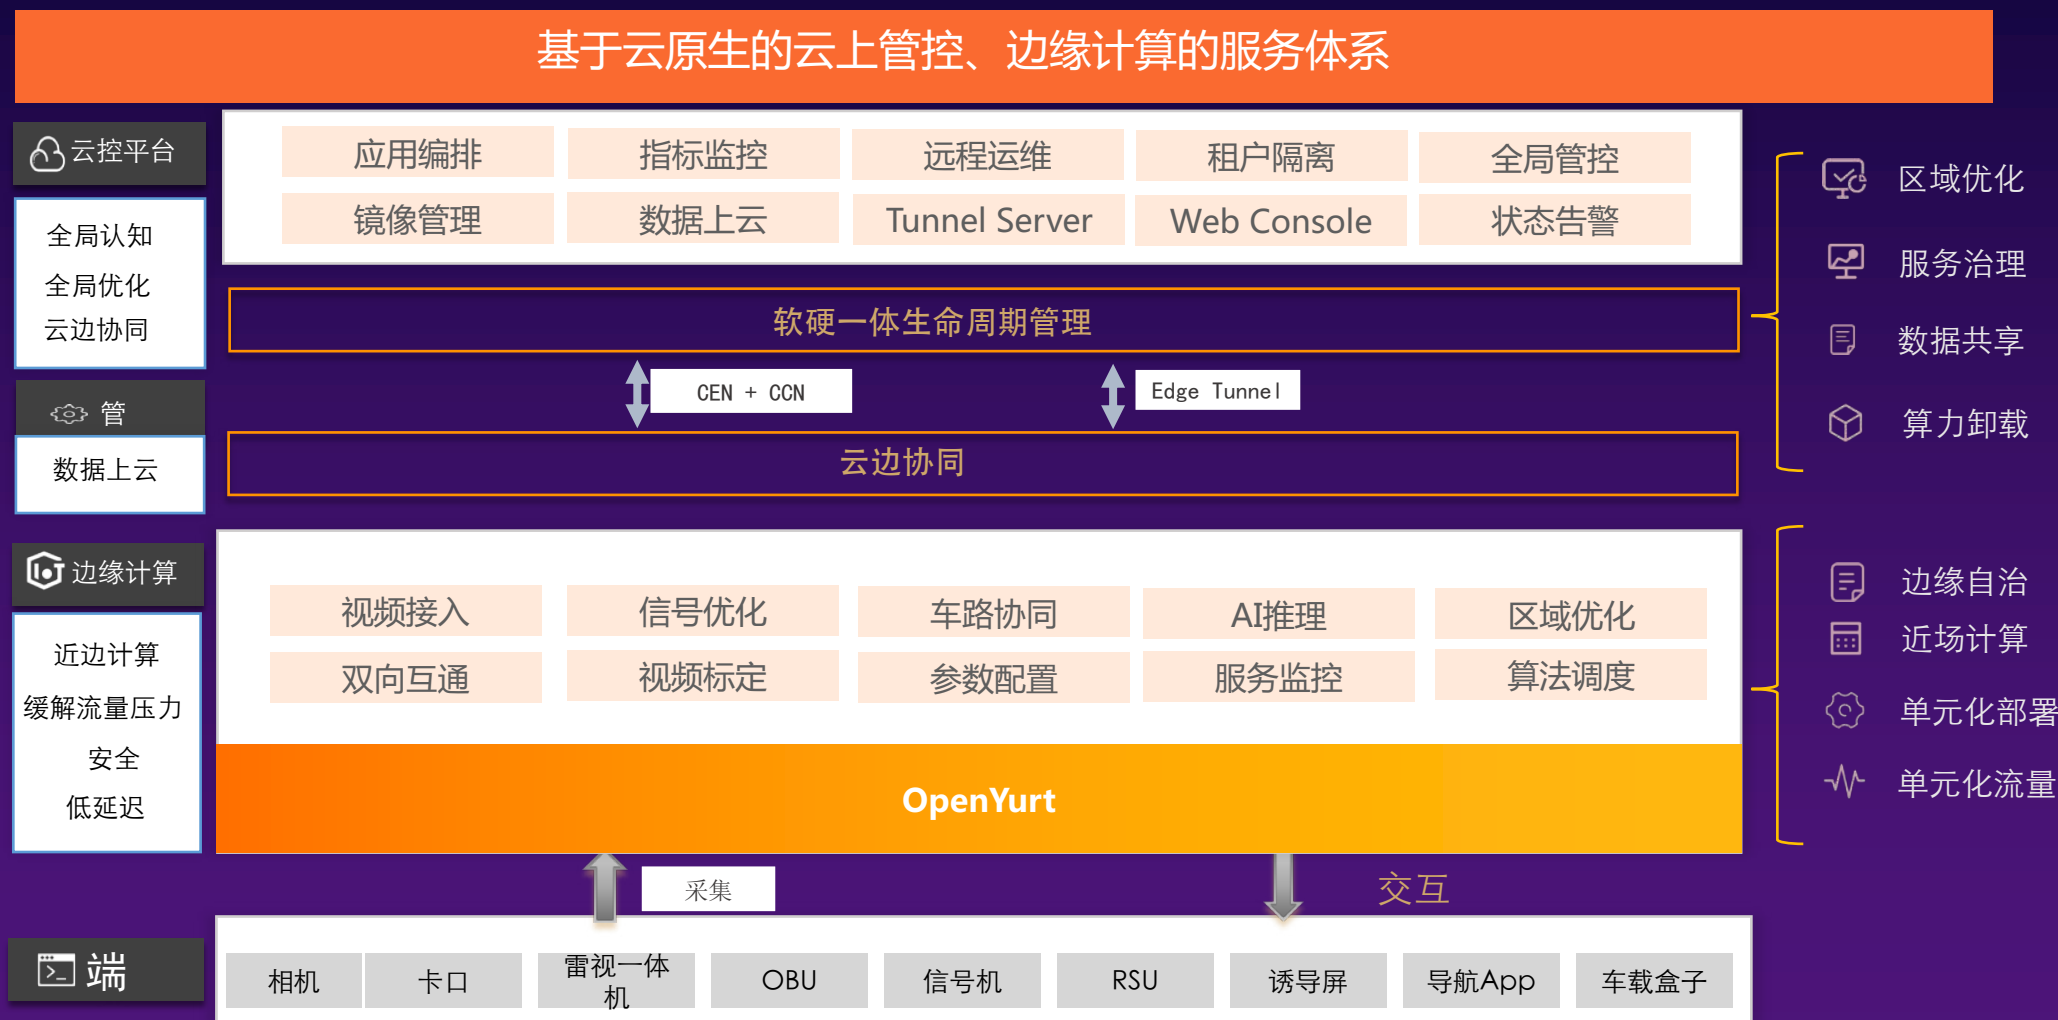 基于云原生的云上管控、边缘计算的服务体系
云控平台
全局认知
全局优化
云边协同
应用编排
指标监控
远程运维
租户隔离
全局管控
镜像管理
数据上云
Tunnel Server
Web Console
状态告警
软硬一体生命周期管理
区域优化
服务治理
数据共享
算力卸载
管
数据上云
CEN + CCN
Edge Tunnel
云边协同
边缘计算
近边计算
缓解流量压力
安全
低延迟
视频接入
信号优化
车路协同
AI推理
区域优化
双向互通
视频标定
参数配置
服务监控
算法调度
OpenYurt
边缘自治
近场计算
单元化部署
单元化流量
采集
交互
端
相机
卡口
雷视一体
机
OBU
信号机
RSU
诱导屏
导航App
车载盒子